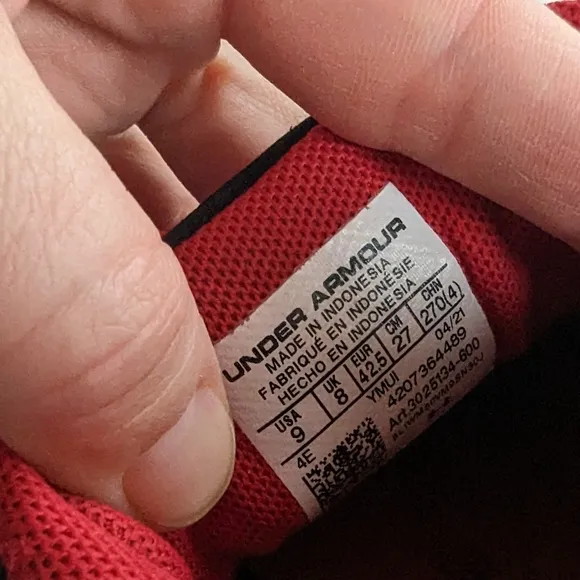 UNDER ARMOUR
MADE IN INDONESIA
FABRIQUÉ EN INDONÉSIE
HECHO EN INDONESIA
USA UK EUR CM CHN
9 8 42.5 27 270(4)
4E YMUI 04/21
4207364489
Art.3025134-600